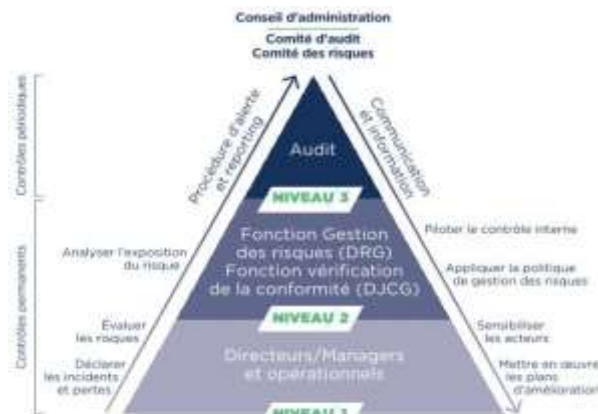 Conseil d'administration
Comité d'audit
Comité des risques
Contrôles périodiques
Procédure d'alerte
et reporting
Communication
et information
Audit
NIVEAU 3
Contrôles permanents
Analyser l'exposition
du risque
Fonction Gestion
des risques (DRG)
Fonction vérification
de la conformité (DJCG)
Piloter le contrôle interne
Appliquer la politique
de gestion des risques
NIVEAU 2
Évaluer
les risques
Déclarer
les incidents
et pertes
Directeurs/Managers
et opérationnels
Sensibiliser
les acteurs
Mettre en œuvre
les plans
d'amélioration
NIVEAU 1